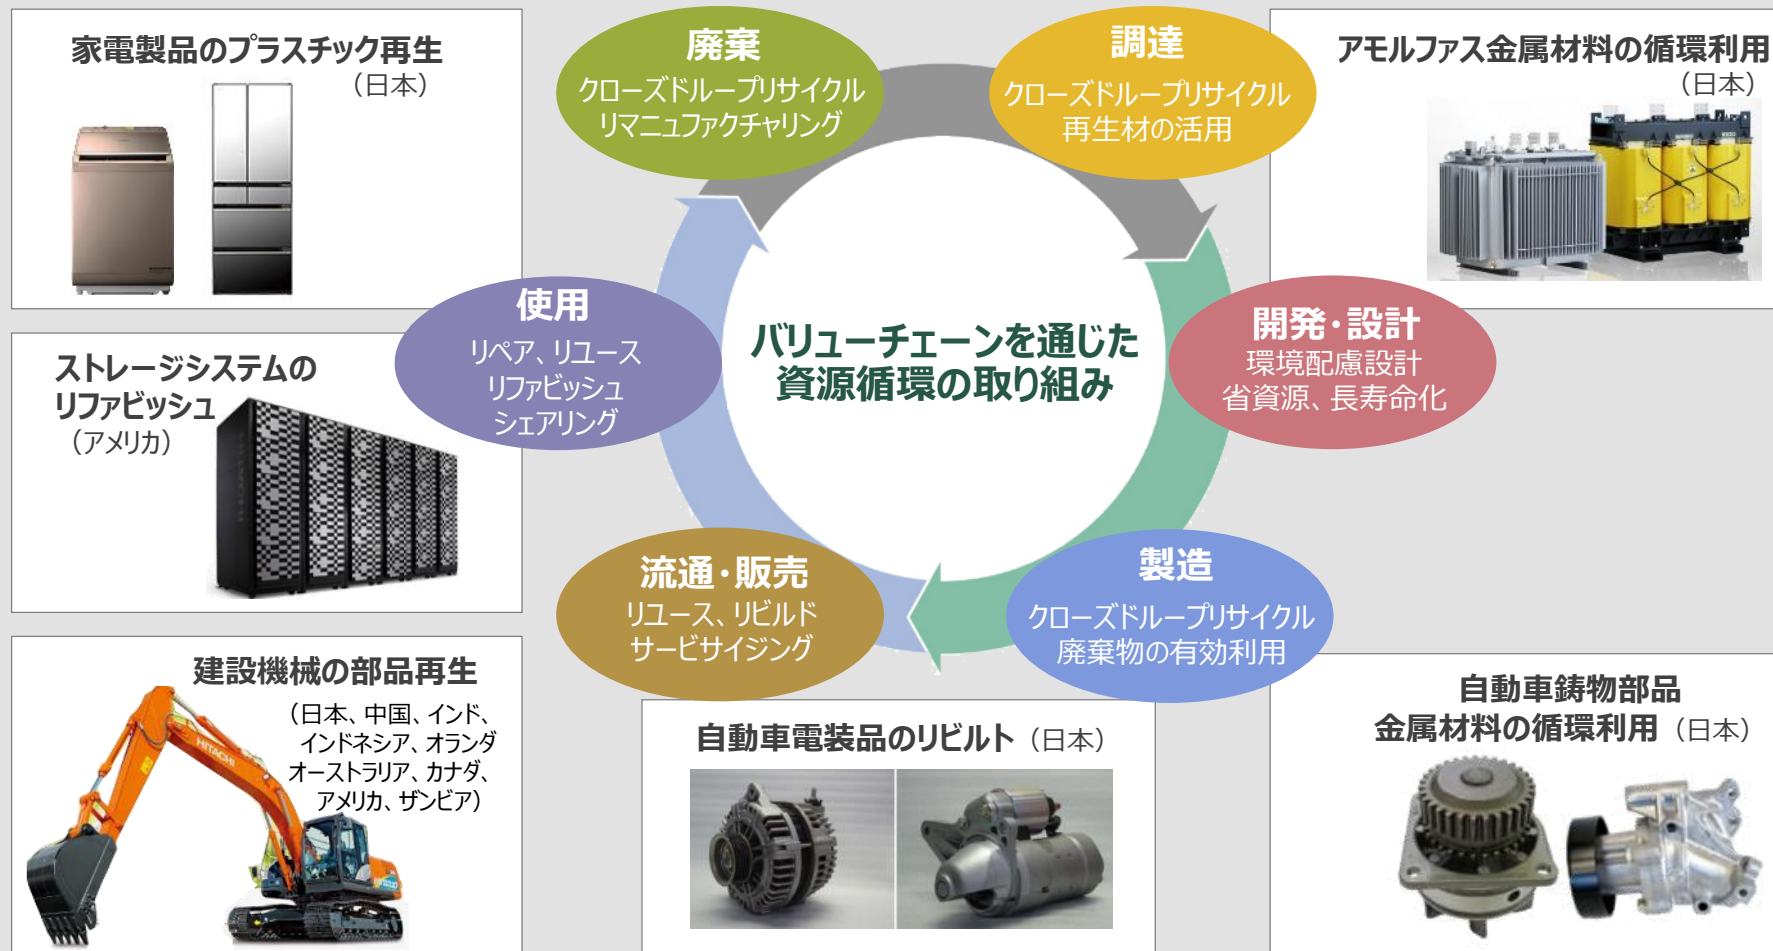 家電製品のプラスチック再生
（日本）
廃棄
クローズドループリサイクル
リマニュファクチャリング
調達
クローズドループリサイクル
再生材の活用
アモルファス金属材料の循環利用
（日本）
使用
リペア、リユース
リファビッシュ
シェアリング
バリューチェーンを通じた
資源循環の取り組み
開発・設計
環境配慮設計
省資源、長寿命化
ストレージシステムの
リファビッシュ
（アメリカ）
流通・販売
リユース、リビルド
サービサイジング
製造
クローズドループリサイクル
廃棄物の有効利用
建設機械の部品再生
（日本、中国、インド、
インドネシア、オランダ
オーストラリア、カナダ、
アメリカ、ザンビア）
HITACHI
自動車電装品のリビルト（日本）
自動車鋳物部品
金属材料の循環利用（日本）